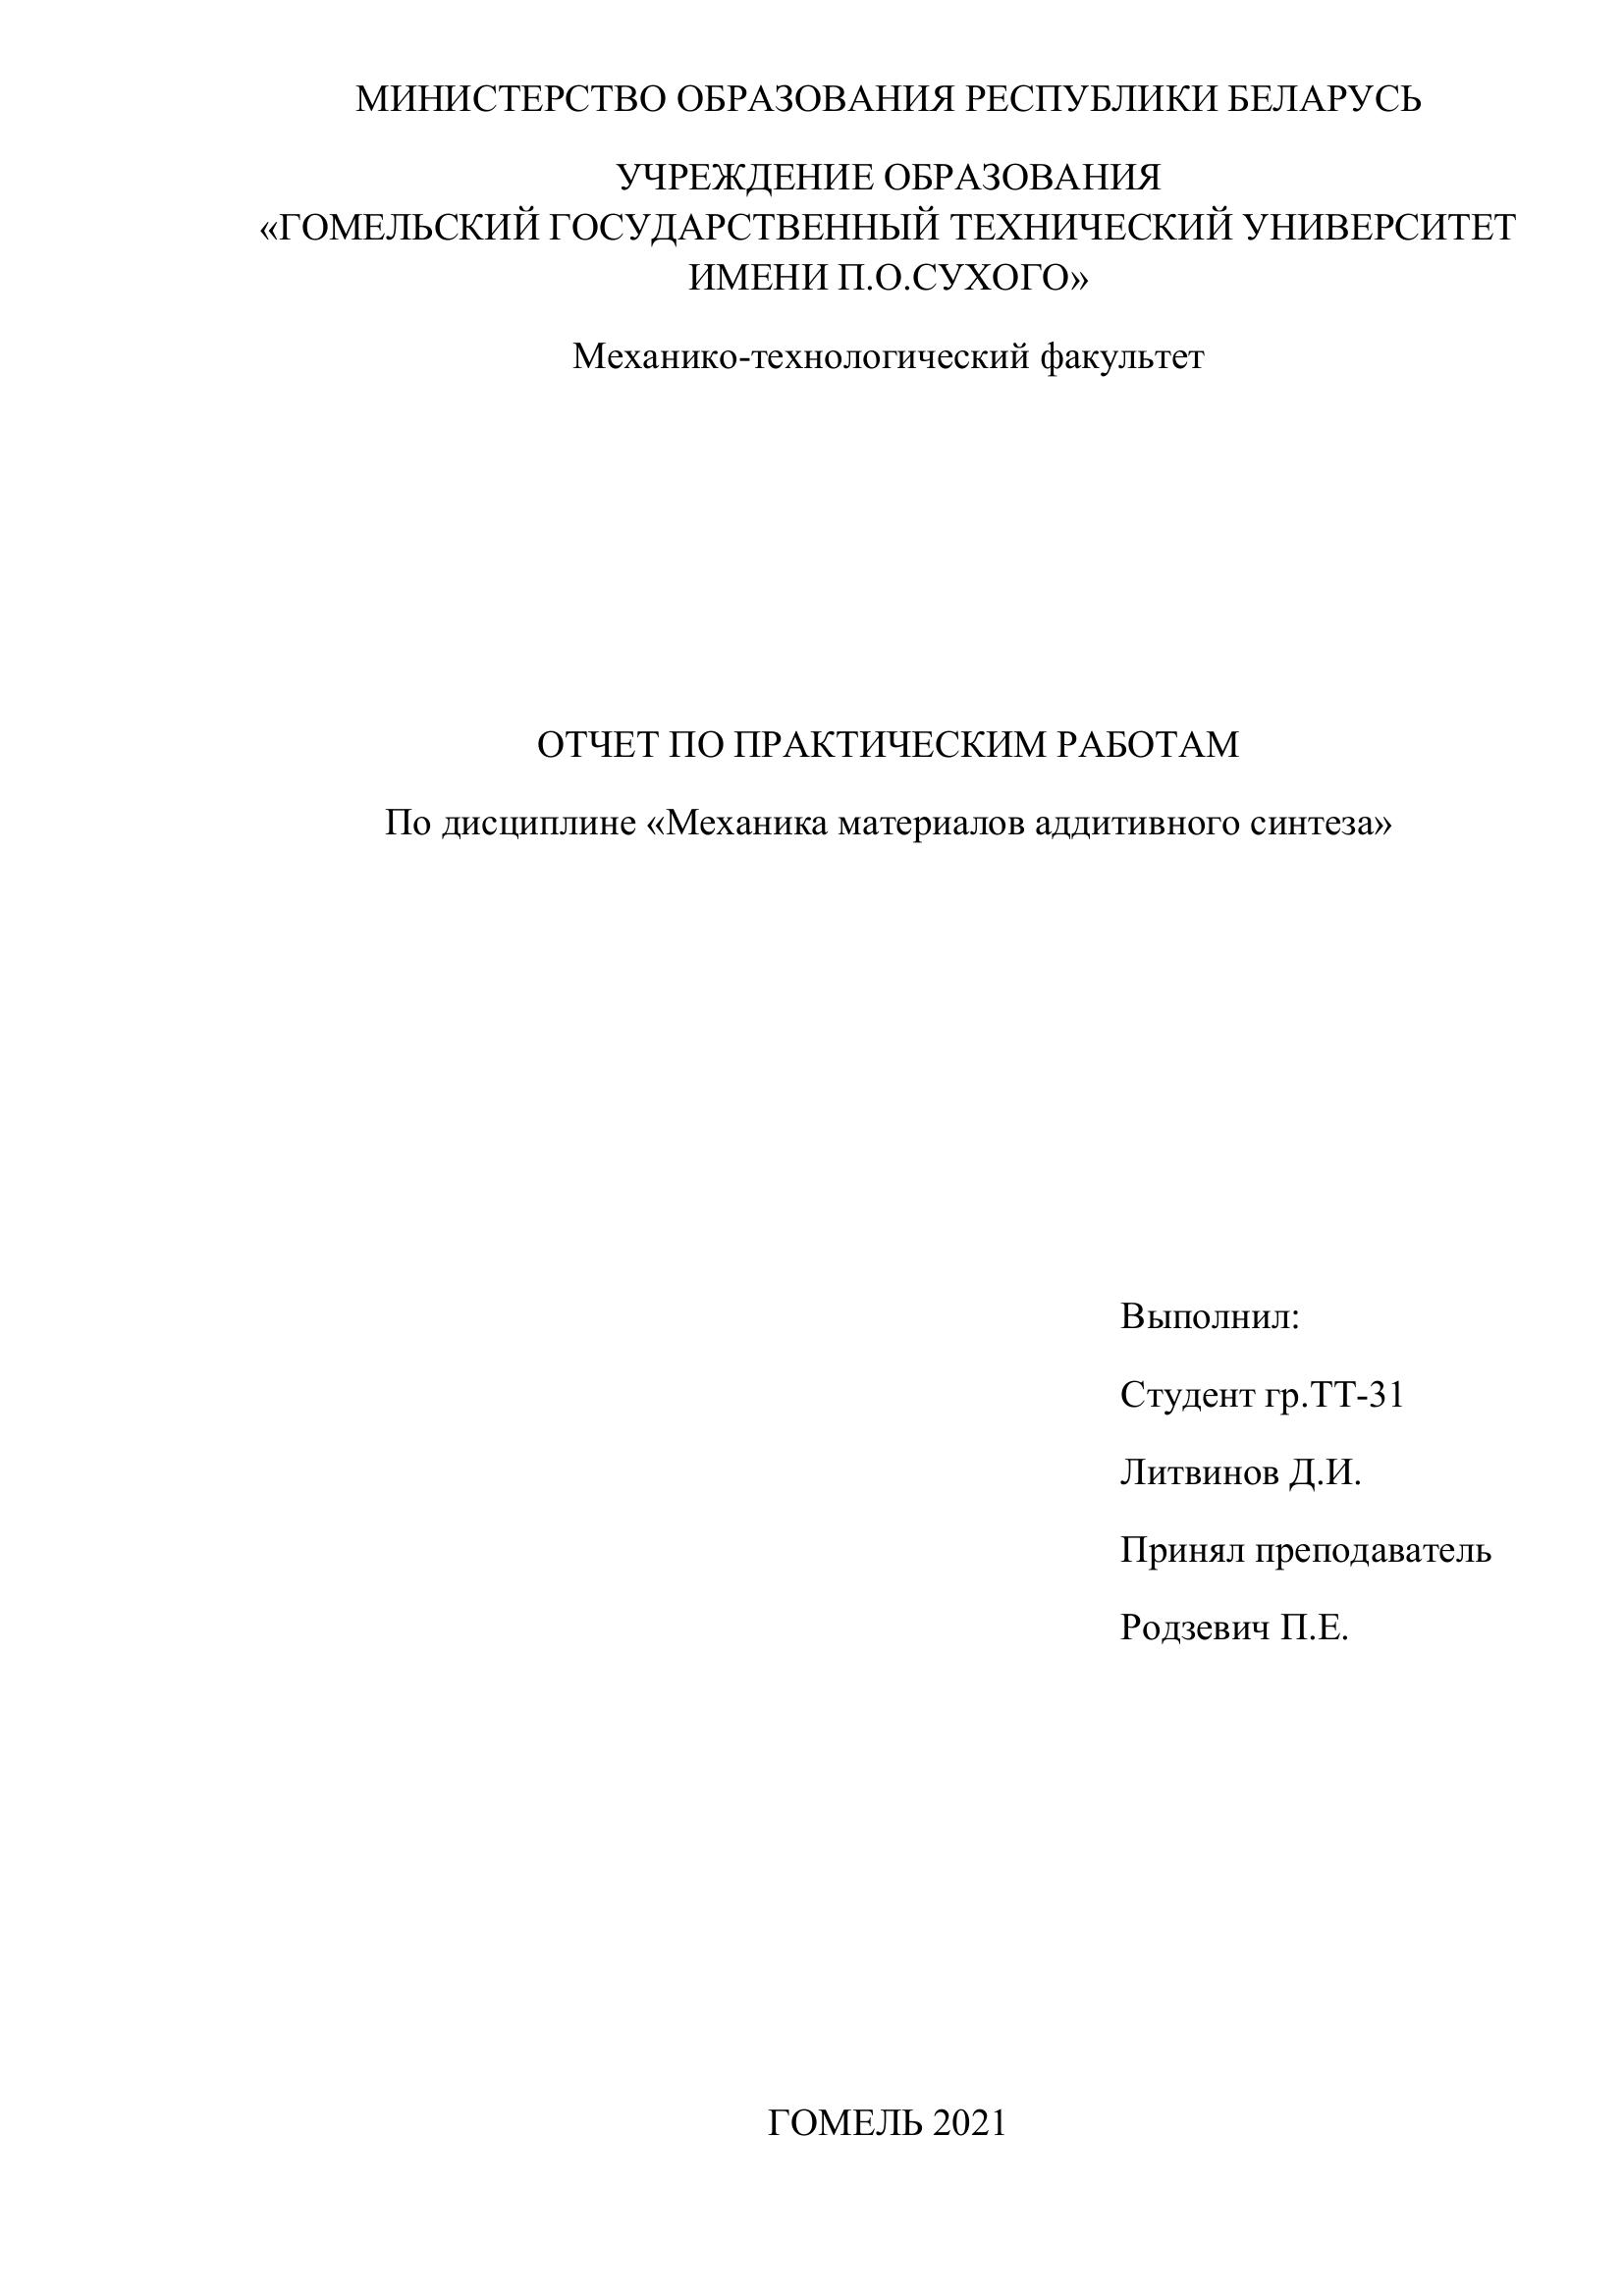 МИНИСТЕРСТВО ОБРАЗОВАНИЯ РЕСПУБЛИКИ БЕЛАРУСЬ
УЧРЕЖДЕНИЕ ОБРАЗОВАНИЯ
«ГОМЕЛЬСКИЙ ГОСУДАРСТВЕННЫЙ ТЕХНИЧЕСКИЙ УНИВЕРСИТЕТ
ИМЕНИ П.О.СУХОГО»
Механико-технологический факультет
ОТЧЕТ ПО ПРАКТИЧЕСКИМ РАБОТАМ
По дисциплине «Механика материалов аддитивного синтеза»
Выполнил:
Студент гр.ТТ-31
Литвинов Д.И.
Принял преподаватель
Родзевич П.Е.
ГОМЕЛЬ 2021